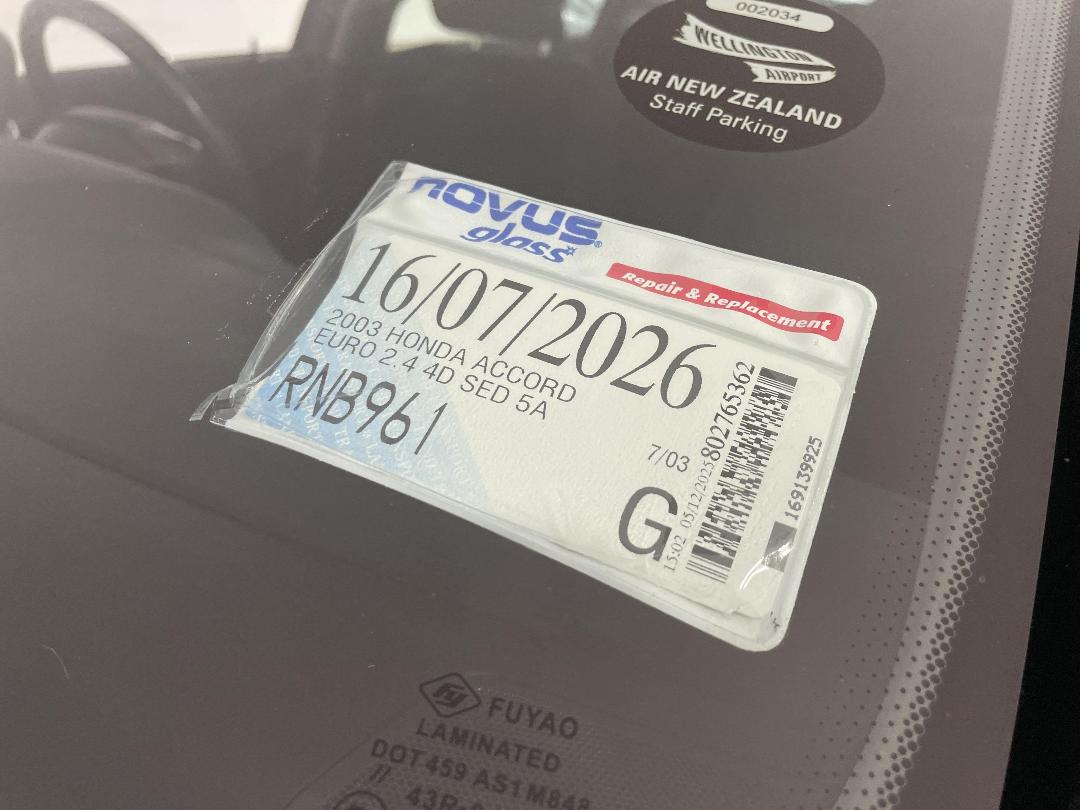 002034
WELLINGTON
AIRPORT
AIR NEW ZEALAND
Staff Parking
novus
glass®
Repair & Replacement
16/07/2026
2003 HONDA ACCORD
EURO 2.4 4D SED 5A
RNB961
7/03
G
15:02 05/12/2025 802765362
169139925
FUYAO
LAMINATED
DOT459 AS1 M848
43R-